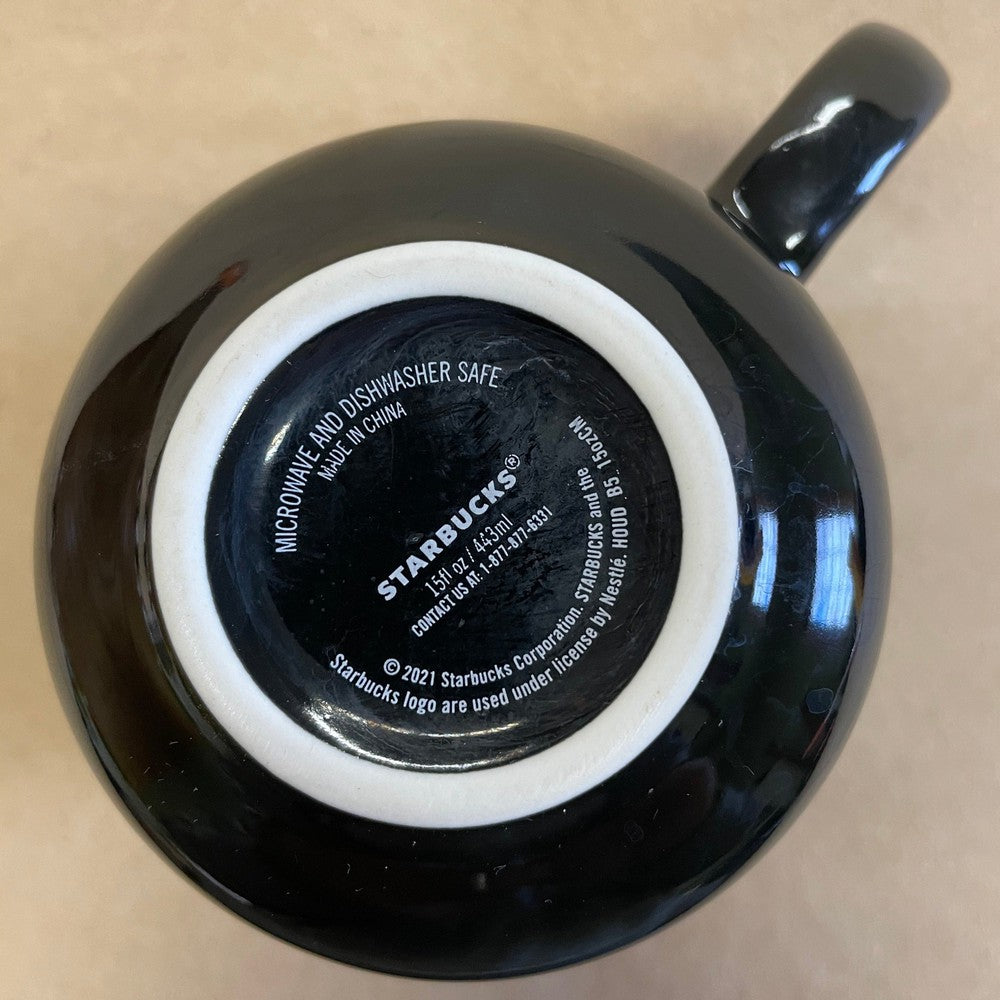 MICROWAVE AND DISHWASHER SAFE
MADE IN CHINA
STARBUCKS®
15fl oz / 443ml
CONTACT US AT: 1-877-877-6331
© 2021 Starbucks Corporation. STARBUCKS and the
Starbucks logo are used under license by Nestlé. HOUD B5 15ozCM